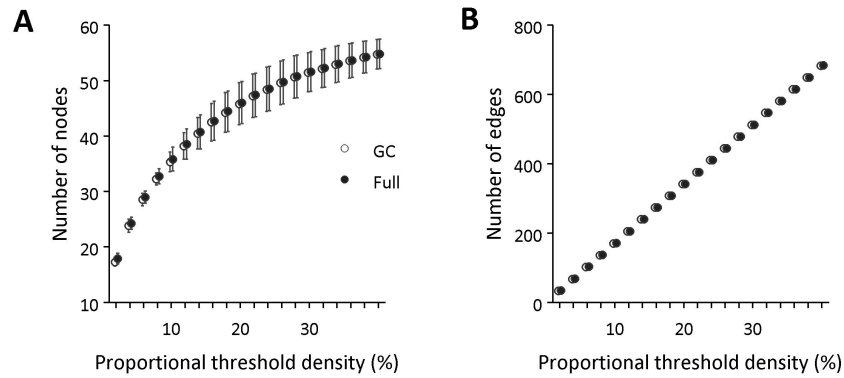 A
60
50
40
30
20
10
Number of nodes
GC
Full
10 20 30
Proportional threshold density (%)
B
800
600
400
200
0
Number of edges
10 20 30
Proportional threshold density (%)